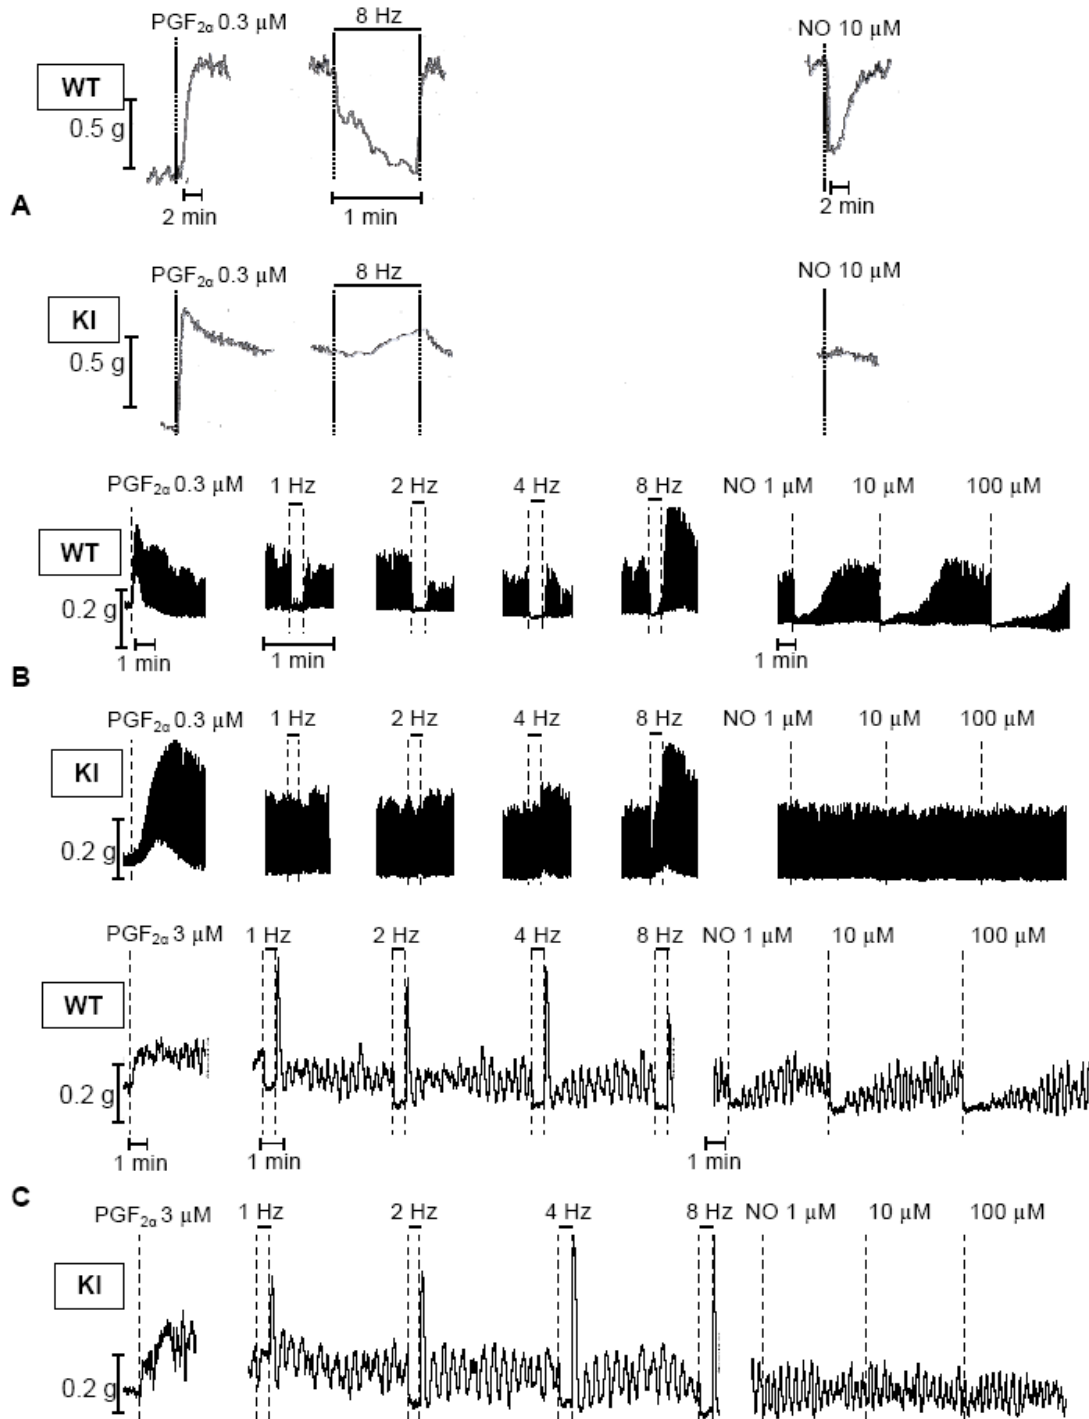 PGF2α 0.3 µM 8 Hz NO 10 µM
WT
0.5 g
2 min 1 min 2 min
A
PGF2α 0.3 µM 8 Hz NO 10 µM
KI
0.5 g
PGF2α 0.3 µM 1 Hz 2 Hz 4 Hz 8 Hz NO 1 µM 10 µM 100 µM
WT
0.2 g
1 min 1 min 1 min
B
PGF2α 0.3 µM 1 Hz 2 Hz 4 Hz 8 Hz NO 1 µM 10 µM 100 µM
KI
0.2 g
PGF2α 3 µM 1 Hz 2 Hz 4 Hz 8 Hz NO 1 µM 10 µM 100 µM
WT
0.2 g
1 min 1 min 1 min
C
PGF2α 3 µM 1 Hz 2 Hz 4 Hz 8 Hz NO 1 µM 10 µM 100 µM
KI
0.2 g